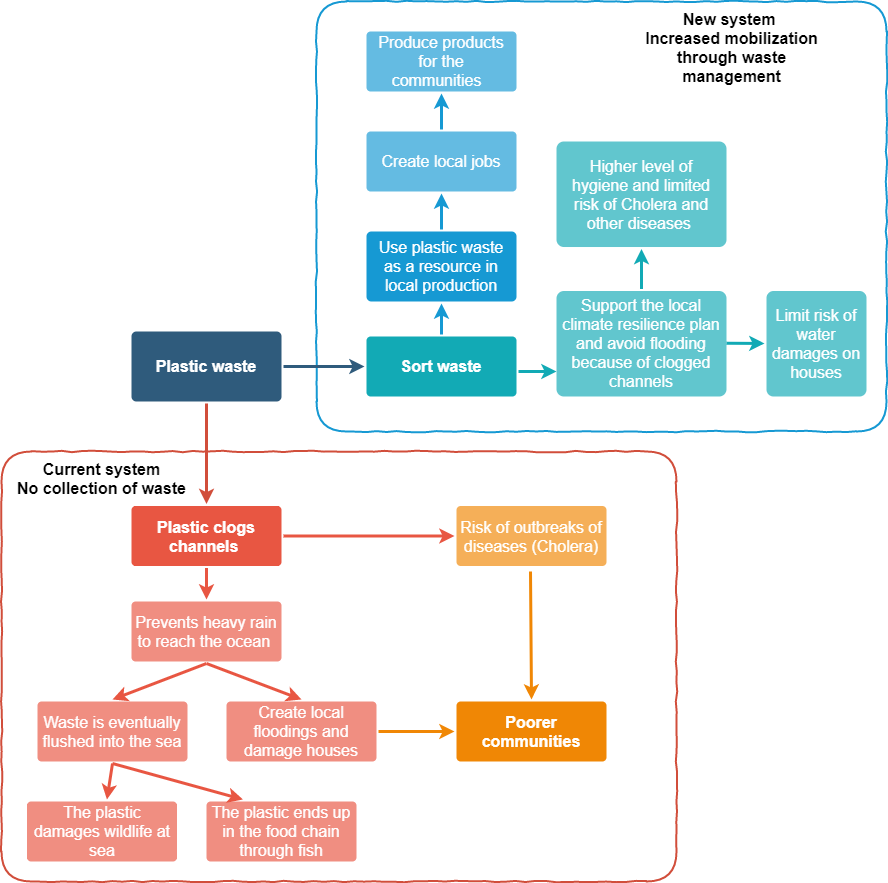 New system
Increased mobilization
through waste
management
Produce products
for the
communities
Create local jobs
Higher level of
hygiene and limited
risk of Cholera and
other diseases
Use plastic waste
as a resource in
local production
Support the local
climate resilience plan
and avoid flooding
because of clogged
channels
Limit risk of
water
damages on
houses
Plastic waste
Sort waste
Current system
No collection of waste
Plastic clogs
channels
Risk of outbreaks of
diseases (Cholera)
Prevents heavy rain
to reach the ocean
Waste is eventually
flushed into the sea
Create local
floodings and
damage houses
Poorer
communities
The plastic
damages wildlife at
sea
The plastic ends up
in the food chain
through fish